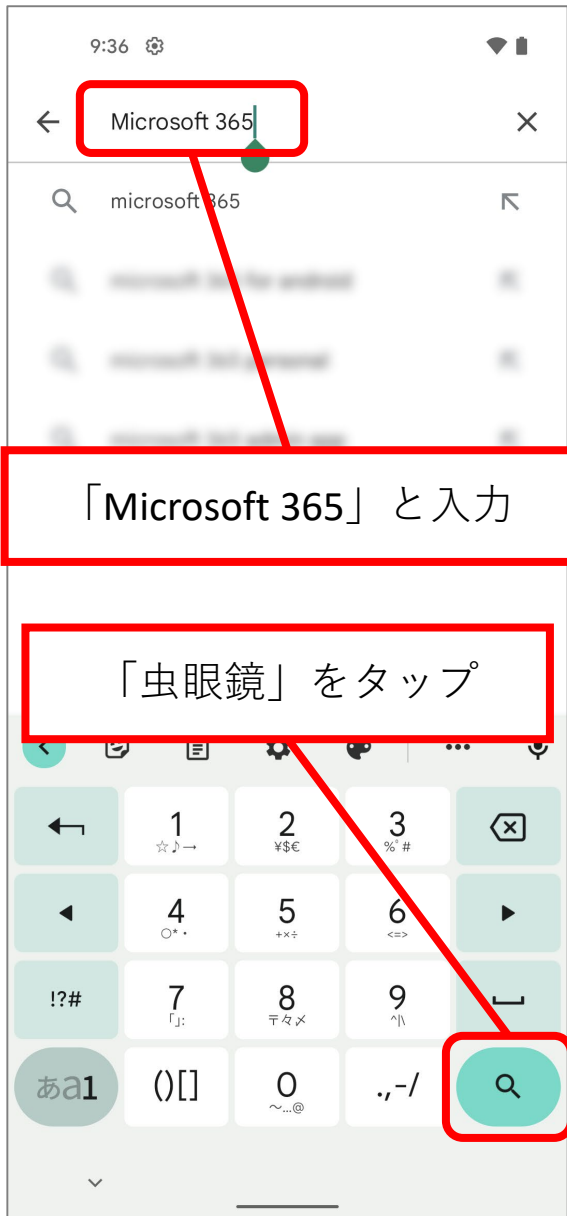 9:36
Microsoft 365
microsoft 365
「Microsoft 365」と入力
「虫眼鏡」をタップ
1 2 3
☆♪→ ¥$€ %゜#
4 5 6
○*・ +×÷ <=>
!?# 7 8 9
「」: 〒々〆 ^|\
あa1 ()[] 0 .,-/
～…@